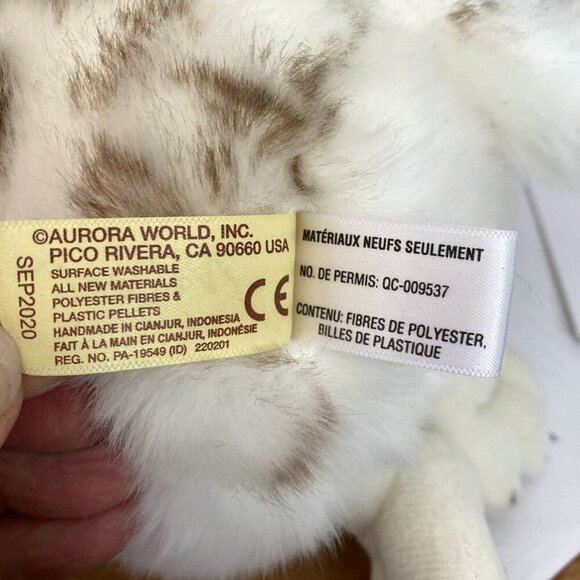 ©AURORA WORLD, INC.
PICO RIVERA, CA 90660 USA
SURFACE WASHABLE
ALL NEW MATERIALS
POLYESTER FIBRES &
PLASTIC PELLETS
HANDMADE IN CIANJUR, INDONESIA
FAIT À LA MAIN EN CIANJUR, INDONÉSIE
REG. NO. PA-19549 (ID) 220201
CE
SEP2020
MATÉRIAUX NEUFS SEULEMENT
NO. DE PERMIS: QC-009537
CONTENU: FIBRES DE POLYESTER,
BILLES DE PLASTIQUE